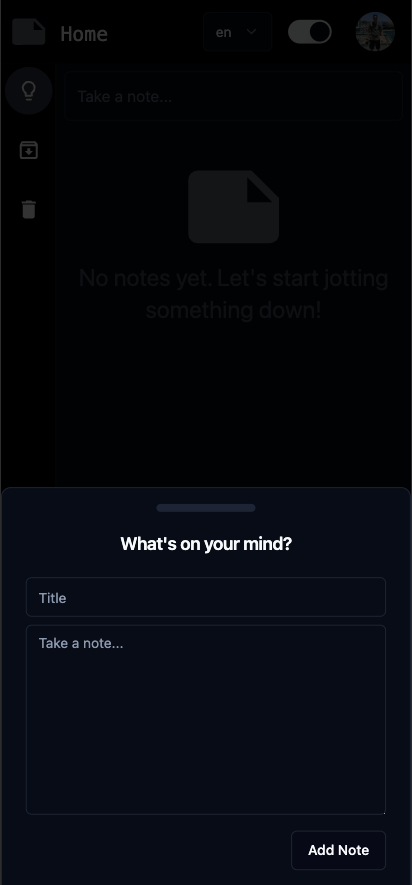 Home
en
Take a note...
No notes yet. Let's start jotting
something down!
What's on your mind?
Title
Take a note...
Add Note